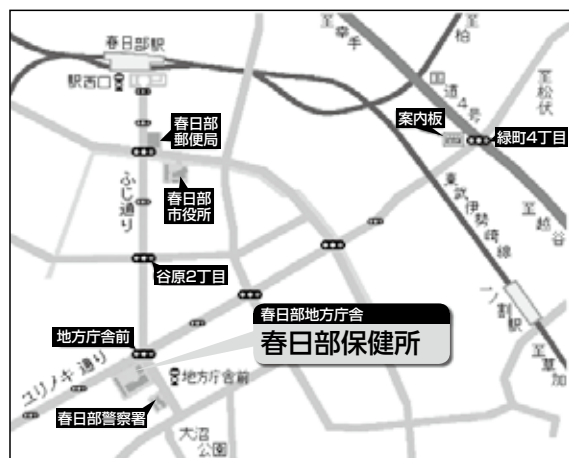 春日部駅
駅西口
春日部
郵便局
春日部
市役所
ふじ通り
谷原2丁目
地方庁舎前
ユリノキ通り
春日部警察署
地方庁舎前
大沼
公園
春日部地方庁舎
春日部保健所
至幸手
至柏
国道4号
至松伏
案内板
緑町4丁目
東武伊勢崎線
至越谷
一ノ割駅
至草加